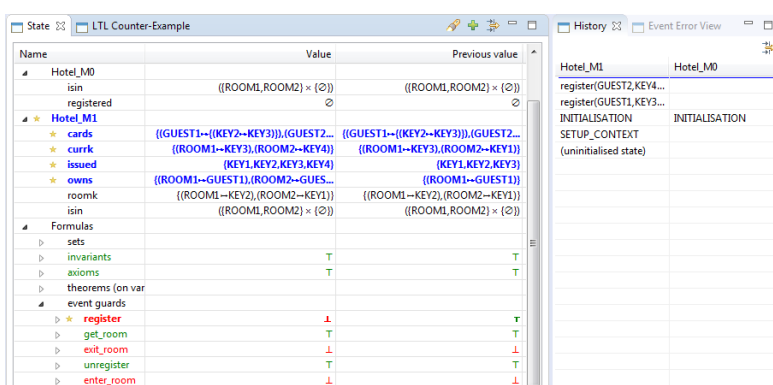 State LTL Counter-Example
Name Value Previous value
Hotel_M0
isin ({ROOM1,ROOM2} × {∅}) ({ROOM1,ROOM2} × {∅})
registered ∅ ∅
Hotel_M1
cards {(GUEST1↦{(KEY2↦KEY3)}),(GUEST2... {(GUEST1↦{(KEY2↦KEY3)}),(GUEST2...
currk {(ROOM1↦KEY3),(ROOM2↦KEY4)} {(ROOM1↦KEY3),(ROOM2↦KEY1)}
issued {KEY1,KEY2,KEY3,KEY4} {KEY1,KEY2,KEY3}
owns {(ROOM1↦GUEST1),(ROOM2↦GUES... {(ROOM1↦GUEST1)}
roomk {(ROOM1↦KEY2),(ROOM2↦KEY1)} {(ROOM1↦KEY2),(ROOM2↦KEY1)}
isin ({ROOM1,ROOM2} × {∅}) ({ROOM1,ROOM2} × {∅})
Formulas
sets
invariants ⊤ ⊤
axioms ⊤ ⊤
theorems (on var
event guards
register ⊥ ⊤
get_room ⊤ ⊤
exit_room ⊥ ⊥
unregister ⊤ ⊤
enter_room ⊥ ⊥
History Event Error View
Hotel_M1 Hotel_M0
register(GUEST2,KEY4...
register(GUEST1,KEY3...
INITIALISATION INITIALISATION
SETUP_CONTEXT
(uninitialised state)